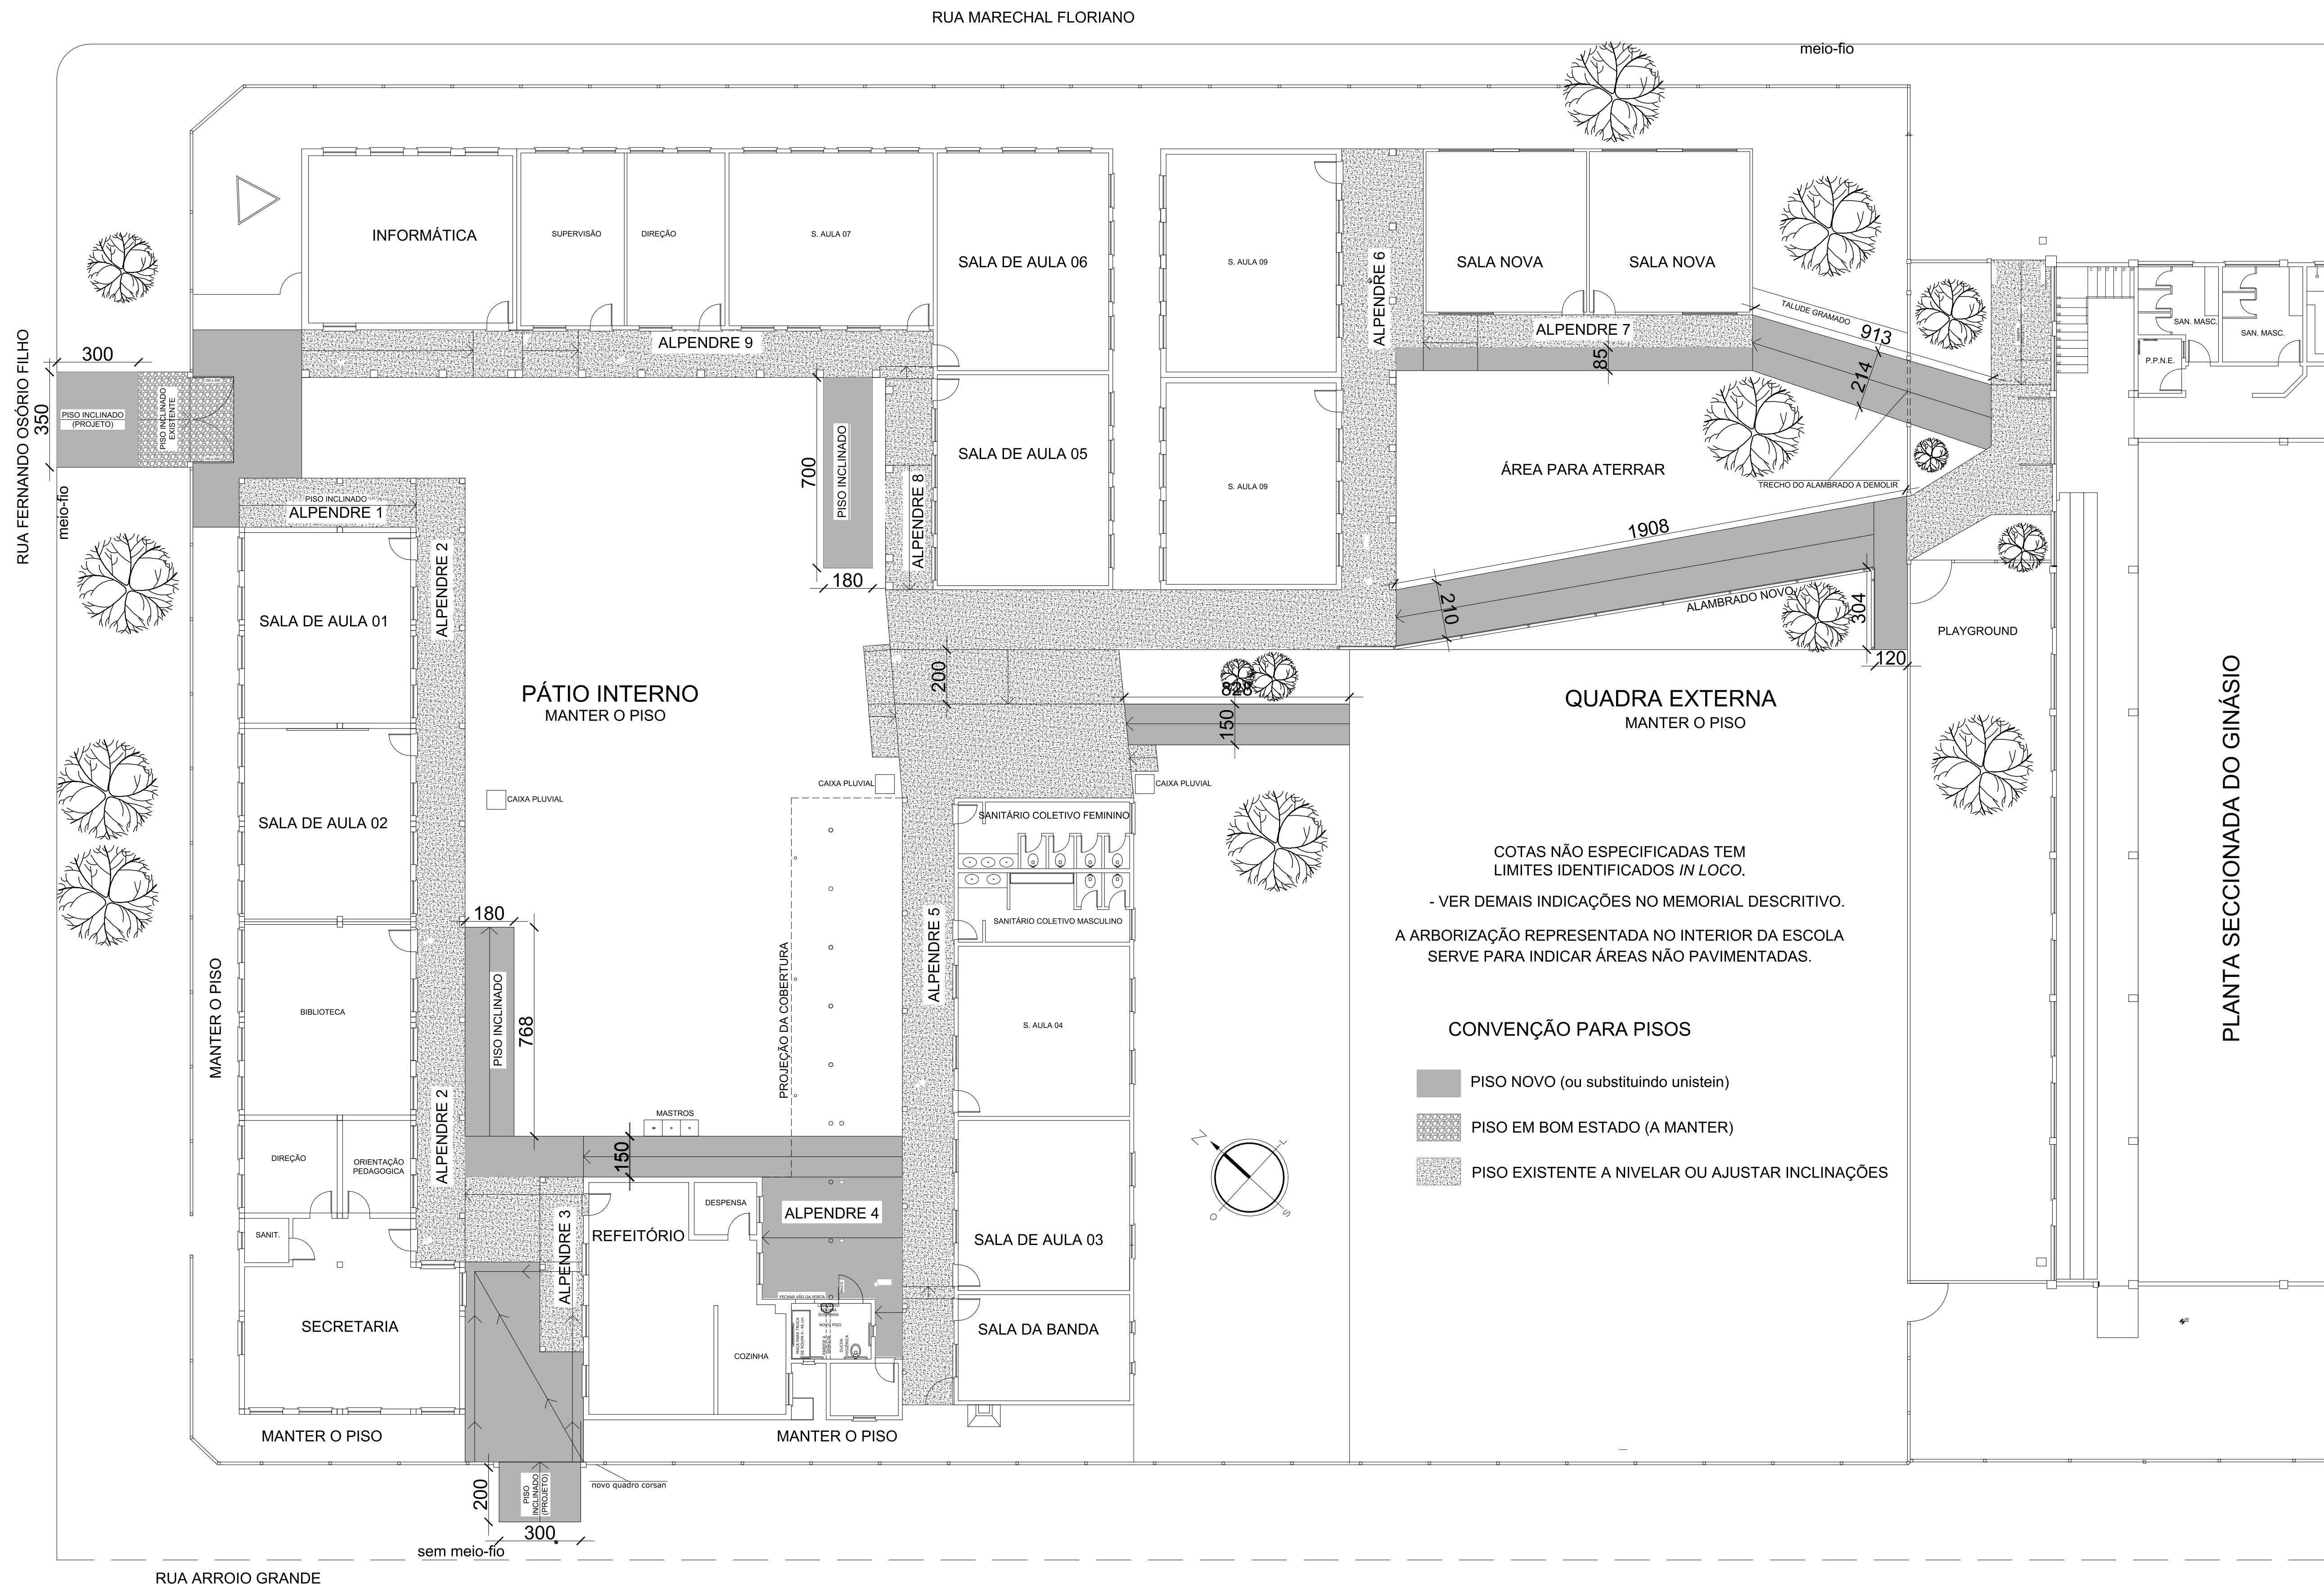 RUA MARECHAL FLORIANO
meio-fio
INFORMÁTICA
SUPERVISÃO
DIREÇÃO
S. AULA 07
SALA DE AULA 06
S. AULA 09
ALPENDRE 6
SALA NOVA
SALA NOVA
TALUDE GRAMADO
913
214
SAN. MASC.
SAN. MASC.
P.P.N.E.
RUA FERNANDO OSÓRIO FILHO
300
350
PISO INCLINADO
(PROJETO)
PISO INCLINADO
EXISTENTE
meio-fio
ALPENDRE 9
ALPENDRE 7
85
700
PISO INCLINADO
180
ALPENDRE 8
SALA DE AULA 05
S. AULA 09
ÁREA PARA ATERRAR
TRECHO DO ALAMBRADO A DEMOLIR
1908
210
ALAMBRADO NOVO
304
120
PLAYGROUND
PISO INCLINADO
ALPENDRE 1
ALPENDRE 2
SALA DE AULA 01
PÁTIO INTERNO
MANTER O PISO
200
828
150
QUADRA EXTERNA
MANTER O PISO
PLANTA SECCIONADA DO GINÁSIO
CAIXA PLUVIAL
CAIXA PLUVIAL
CAIXA PLUVIAL
SALA DE AULA 02
SANITÁRIO COLETIVO FEMININO
SANITÁRIO COLETIVO MASCULINO
COTAS NÃO ESPECIFICADAS TEM
LIMITES IDENTIFICADOS IN LOCO.
- VER DEMAIS INDICAÇÕES NO MEMORIAL DESCRITIVO.
A ARBORIZAÇÃO REPRESENTADA NO INTERIOR DA ESCOLA
SERVE PARA INDICAR ÁREAS NÃO PAVIMENTADAS.
180
MANTER O PISO
BIBLIOTECA
PISO INCLINADO
768
PROJEÇÃO DA COBERTURA
ALPENDRE 5
S. AULA 04
CONVENÇÃO PARA PISOS
PISO NOVO (ou substituindo unistein)
PISO EM BOM ESTADO (A MANTER)
PISO EXISTENTE A NIVELAR OU AJUSTAR INCLINAÇÕES
N
L
S
O
MASTROS
150
ALPENDRE 2
DIREÇÃO
ORIENTAÇÃO
PEDAGOGICA
SANIT.
ALPENDRE 3
REFEITÓRIO
DESPENSA
ALPENDRE 4
SALA DE AULA 03
FECHAR VÃO DA PORTA
NOVO PISO
SECRETARIA
COZINHA
SALA DA BANDA
MANTER O PISO
MANTER O PISO
PISO
INCLINADO
(PROJETO)
200
300
novo quadro corsan
sem meio-fio
RUA ARROIO GRANDE